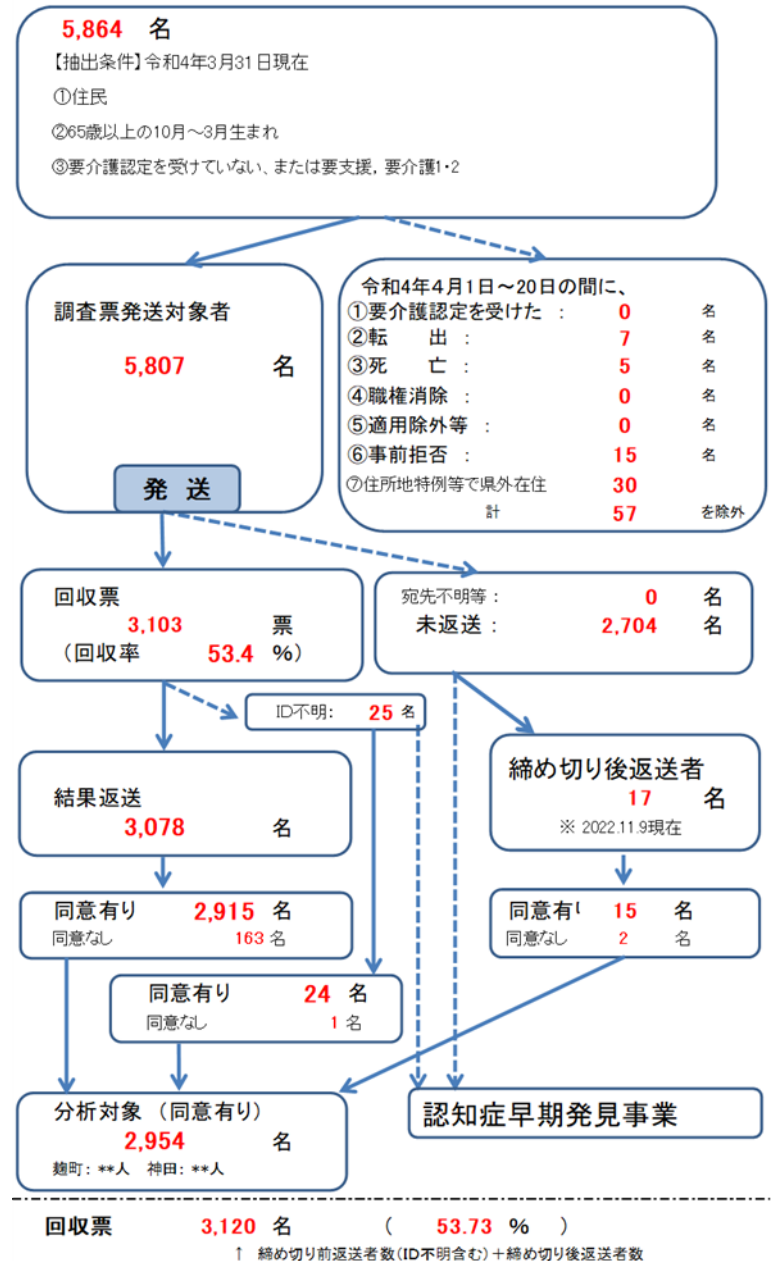 5,864 名
【抽出条件】令和4年3月31日現在
①住民
②65歳以上の10月～3月生まれ
③要介護認定を受けていない、または要支援，要介護1・2
調査票発送対象者
5,807 名
発 送
令和4年4月1日～20日の間に、
①要介護認定を受けた ： 0 名
②転 出 ： 7 名
③死 亡 ： 5 名
④職権消除 ： 0 名
⑤適用除外等 ： 0 名
⑥事前拒否 ： 15 名
⑦住所地特例等で県外在住 30
計 57 を除外
回収票
3,103 票
（回収率 53.4 %）
宛先不明等： 0 名
未返送： 2,704 名
ID不明： 25 名
結果返送
3,078 名
締め切り後返送者
17 名
※ 2022.11.9現在
同意有り 2,915 名
同意なし 163 名
同意有り 15 名
同意なし 2 名
同意有り 24 名
同意なし 1 名
分析対象 （同意有り）
2,954 名
麹町：**人 神田：**人
認知症早期発見事業
回収票 3,120 名 （ 53.73 % ）
↑ 締め切り前返送者数(ID不明含む)＋締め切り後返送者数